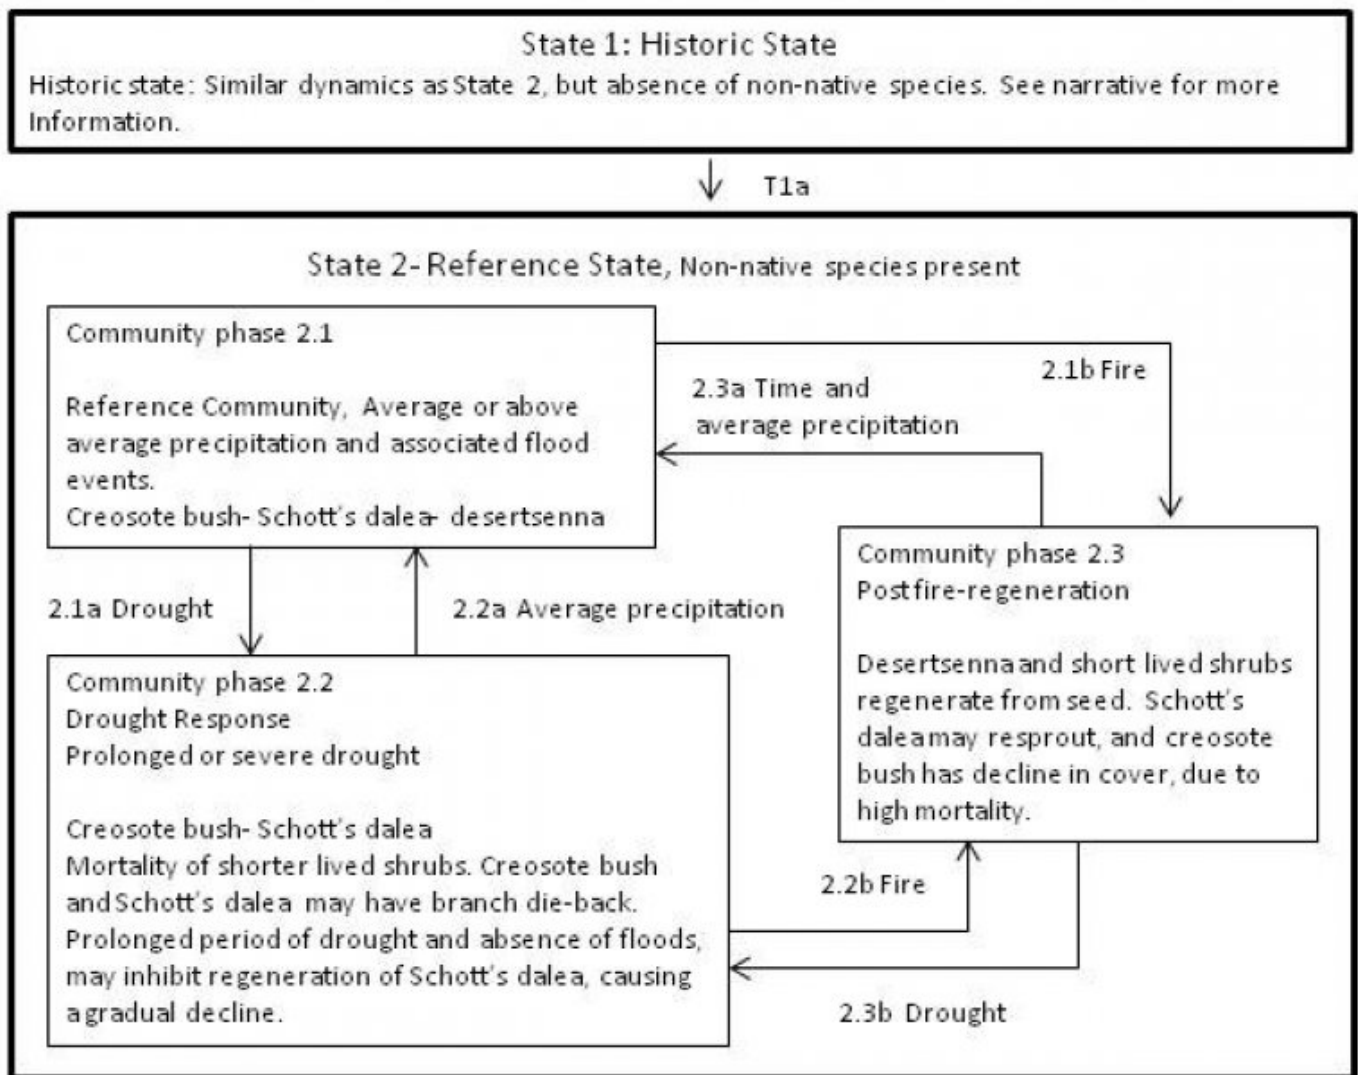 State 1: Historic State
Historic state: Similar dynamics as State 2, but absence of non-native species. See narrative for more
Information.
T1a
State 2- Reference State, Non-native species present
Community phase 2.1
Reference Community, Average or above
average precipitation and associated flood
events.
Creosote bush- Schott's dalea- desertsenna
2.1b Fire
2.3a Time and
average precipitation
2.1a Drought
2.2a Average precipitation
Community phase 2.3
Postfire-regeneration
Desertsenna and short lived shrubs
regenerate from seed. Schott's
dalea may resprout, and creosote
bush has decline in cover, due to
high mortality.
Community phase 2.2
Drought Response
Prolonged or severe drought
Creosote bush- Schott's dalea
Mortality of shorter lived shrubs. Creosote bush
and Schott's dalea may have branch die-back.
Prolonged period of drought and absence of floods,
may inhibit regeneration of Schott's dalea, causing
a gradual decline.
2.2b Fire
2.3b Drought